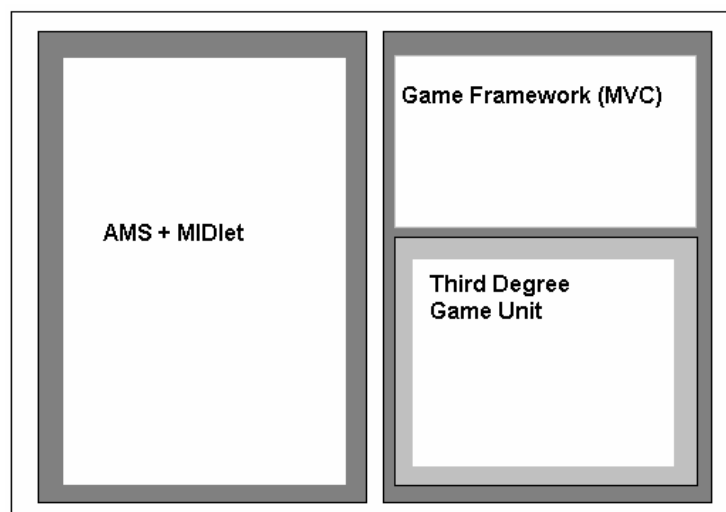 AMS + MIDlet
Game Framework (MVC)
Third Degree
Game Unit